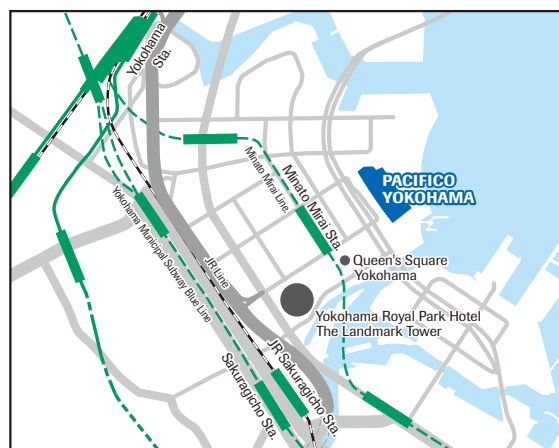 Yokohama
Sta.
Minato Mirai Line.
Minato Mirai Sta.
PACIFICO
YOKOHAMA
Yokohama Municipal Subway Blue Line
JR Line
Queen's Square
Yokohama
Yokohama Royal Park Hotel
The Landmark Tower
JR Sakuragicho Sta.
Sakuragicho Sta.